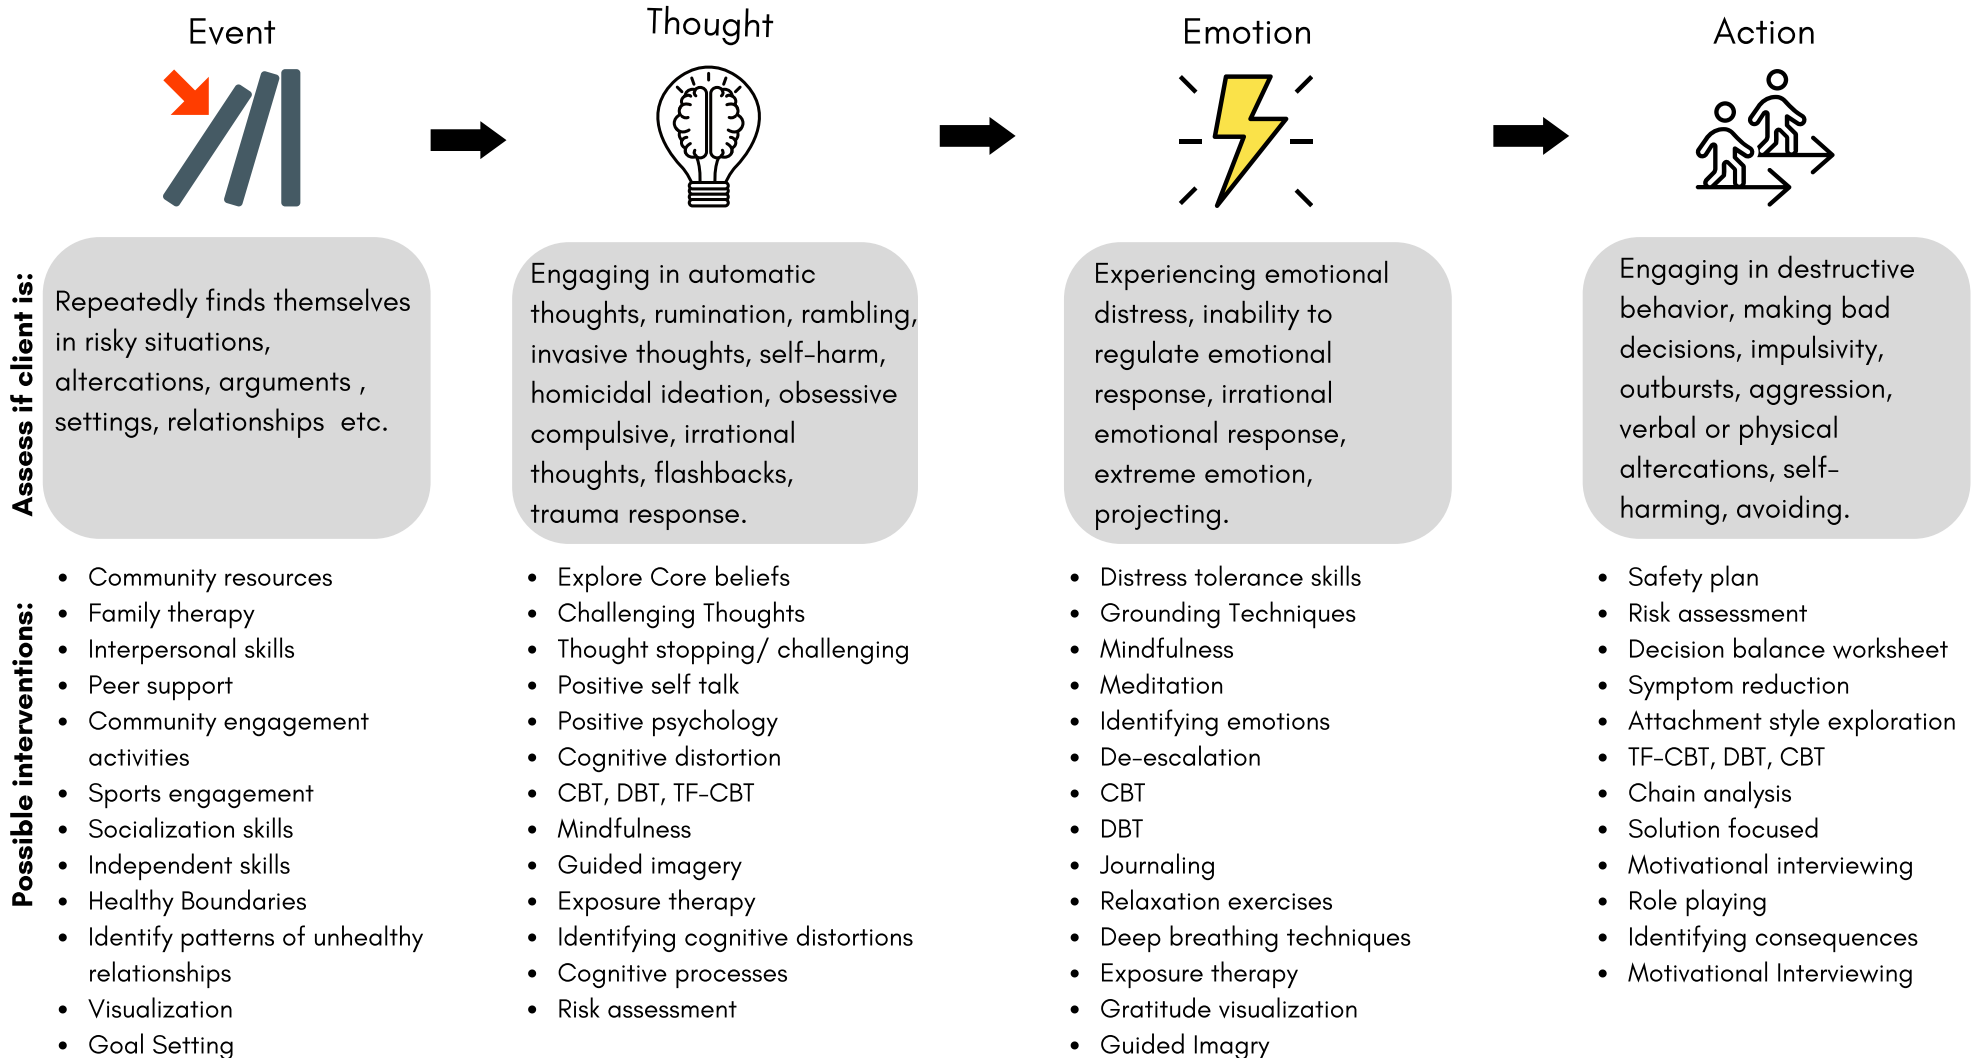 Event
Thought
Emotion
Action
Assess if client is:
Repeatedly finds themselves
in risky situations,
altercations, arguments ,
settings, relationships  etc.
Engaging in automatic
thoughts, rumination, rambling,
invasive thoughts, self-harm,
homicidal ideation, obsessive
compulsive, irrational
thoughts, flashbacks,
trauma response.
Experiencing emotional
distress, inability to
regulate emotional
response, irrational
emotional response,
extreme emotion,
projecting.
Engaging in destructive
behavior, making bad
decisions, impulsivity,
outbursts, aggression,
verbal or physical
altercations, self-
harming, avoiding.
Possible interventions:
• Community resources
• Family therapy
• Interpersonal skills
• Peer support
• Community engagement
activities
• Sports engagement
• Socialization skills
• Independent skills
• Healthy Boundaries
• Identify patterns of unhealthy
relationships
• Visualization
• Goal Setting
• Explore Core beliefs
• Challenging Thoughts
• Thought stopping/ challenging
• Positive self talk
• Positive psychology
• Cognitive distortion
• CBT, DBT, TF-CBT
• Mindfulness
• Guided imagery
• Exposure therapy
• Identifying cognitive distortions
• Cognitive processes
• Risk assessment
• Distress tolerance skills
• Grounding Techniques
• Mindfulness
• Meditation
• Identifying emotions
• De-escalation
• CBT
• DBT
• Journaling
• Relaxation exercises
• Deep breathing techniques
• Exposure therapy
• Gratitude visualization
• Guided Imagry
• Safety plan
• Risk assessment
• Decision balance worksheet
• Symptom reduction
• Attachment style exploration
• TF-CBT, DBT, CBT
• Chain analysis
• Solution focused
• Motivational interviewing
• Role playing
• Identifying consequences
• Motivational Interviewing